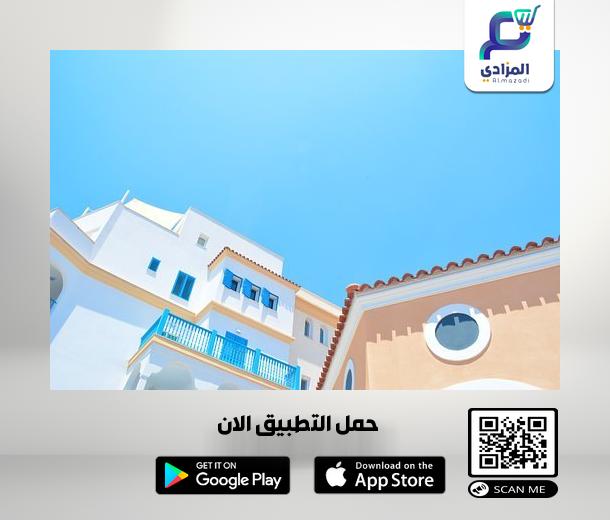 المزادي
Almazadi
حمل التطبيق الان
GET IT ON
Google Play
Download on the
App Store
SCAN ME